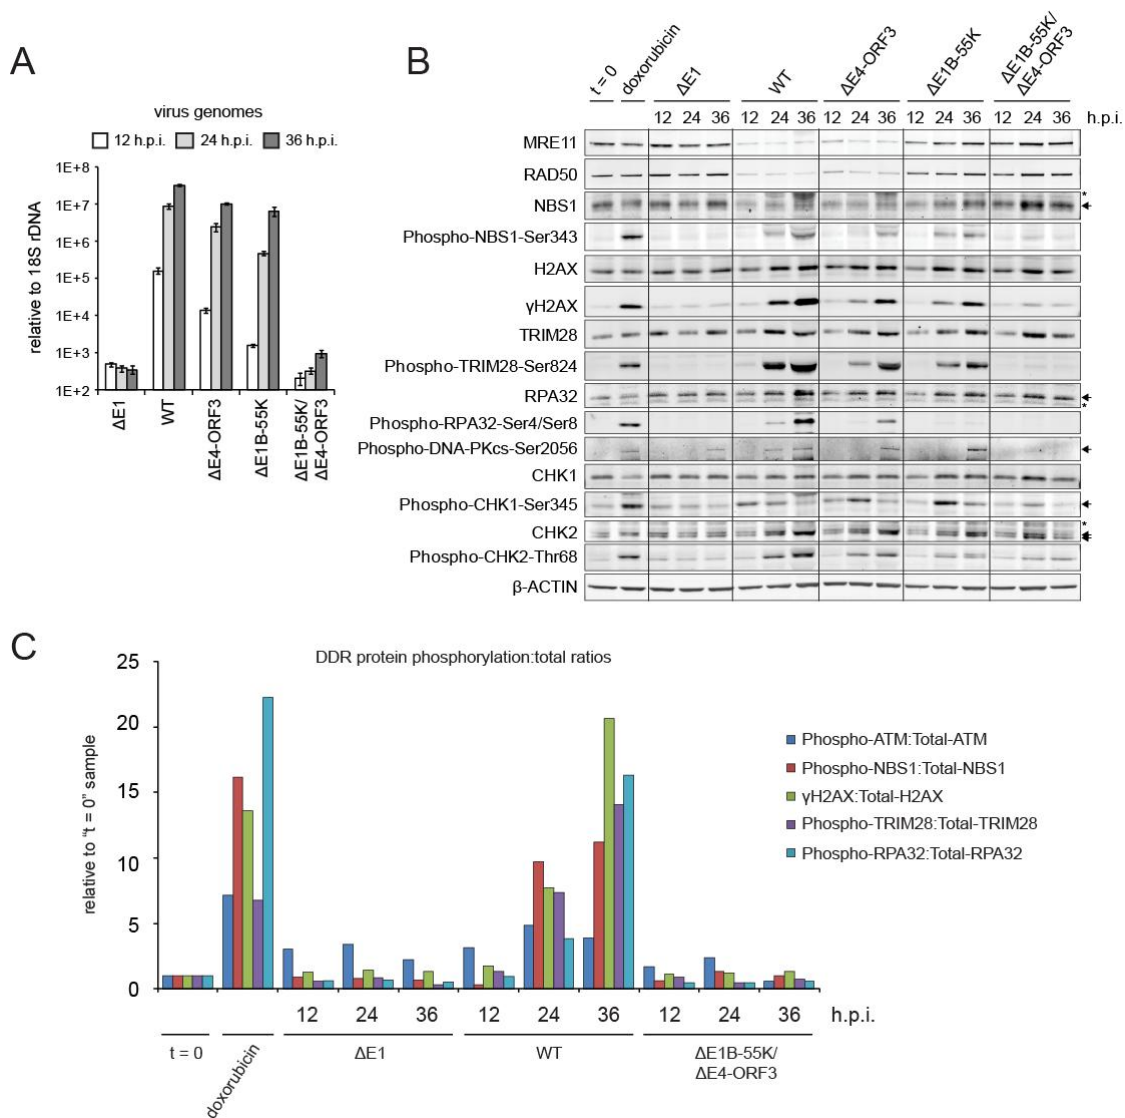 A
virus genomes
12 h.p.i. 24 h.p.i. 36 h.p.i.
relative to 18S rDNA
1E+8
1E+7
1E+6
1E+5
1E+4
1E+3
1E+2
ΔE1
WT
ΔE4-ORF3
ΔE1B-55K
ΔE1B-55K/
ΔE4-ORF3
B
t = 0
doxorubicin
ΔE1
WT
ΔE4-ORF3
ΔE1B-55K
ΔE1B-55K/
ΔE4-ORF3
12 24 36 12 24 36 12 24 36 12 24 36 12 24 36 h.p.i.
MRE11
RAD50
NBS1 *
Phospho-NBS1-Ser343
H2AX
γH2AX
TRIM28
Phospho-TRIM28-Ser824
RPA32 *
Phospho-RPA32-Ser4/Ser8
Phospho-DNA-PKcs-Ser2056
CHK1
Phospho-CHK1-Ser345
CHK2 *
Phospho-CHK2-Thr68
β-ACTIN
C
DDR protein phosphorylation:total ratios
relative to “t = 0” sample
25
20
15
10
5
0
Phospho-ATM:Total-ATM
Phospho-NBS1:Total-NBS1
γH2AX:Total-H2AX
Phospho-TRIM28:Total-TRIM28
Phospho-RPA32:Total-RPA32
12 24 36 12 24 36 12 24 36 h.p.i.
t = 0
doxorubicin
ΔE1
WT
ΔE1B-55K/
ΔE4-ORF3